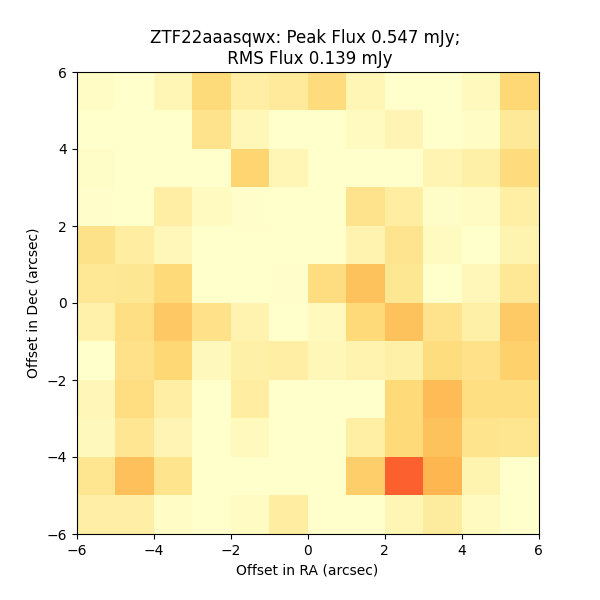 ZTF22aaasqwx: Peak Flux 0.547 mJy;
RMS Flux 0.139 mJy
6
4
2
0
−2
−4
−6
Offset in Dec (arcsec)
−6 −4 −2 0 2 4 6
Offset in RA (arcsec)